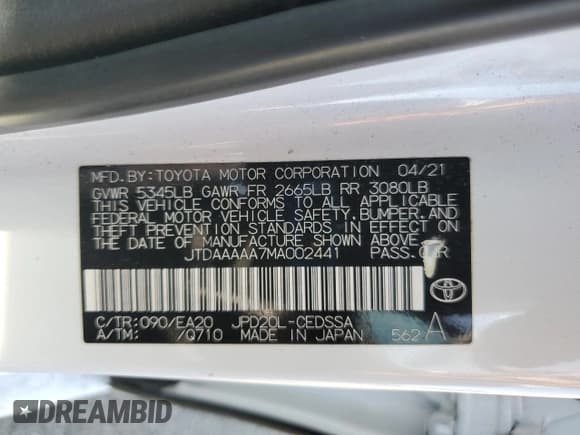 MFD. BY: TOYOTA MOTOR CORPORATION 04/21
GVWR 5345LB GAWR FR 2665LB RR 3080LB
THIS VEHICLE CONFORMS TO ALL APPLICABLE
FEDERAL MOTOR VEHICLE SAFETY, BUMPER, AND
THEFT PREVENTION STANDARDS IN EFFECT ON
THE DATE OF MANUFACTURE SHOWN ABOVE.
JTDAAAAA7MA002441 PASS. CAR
C/TR: 090/EA20 JPD20L-CEDSSA
A/TM: /Q710 MADE IN JAPAN 562 A
DREAMBID